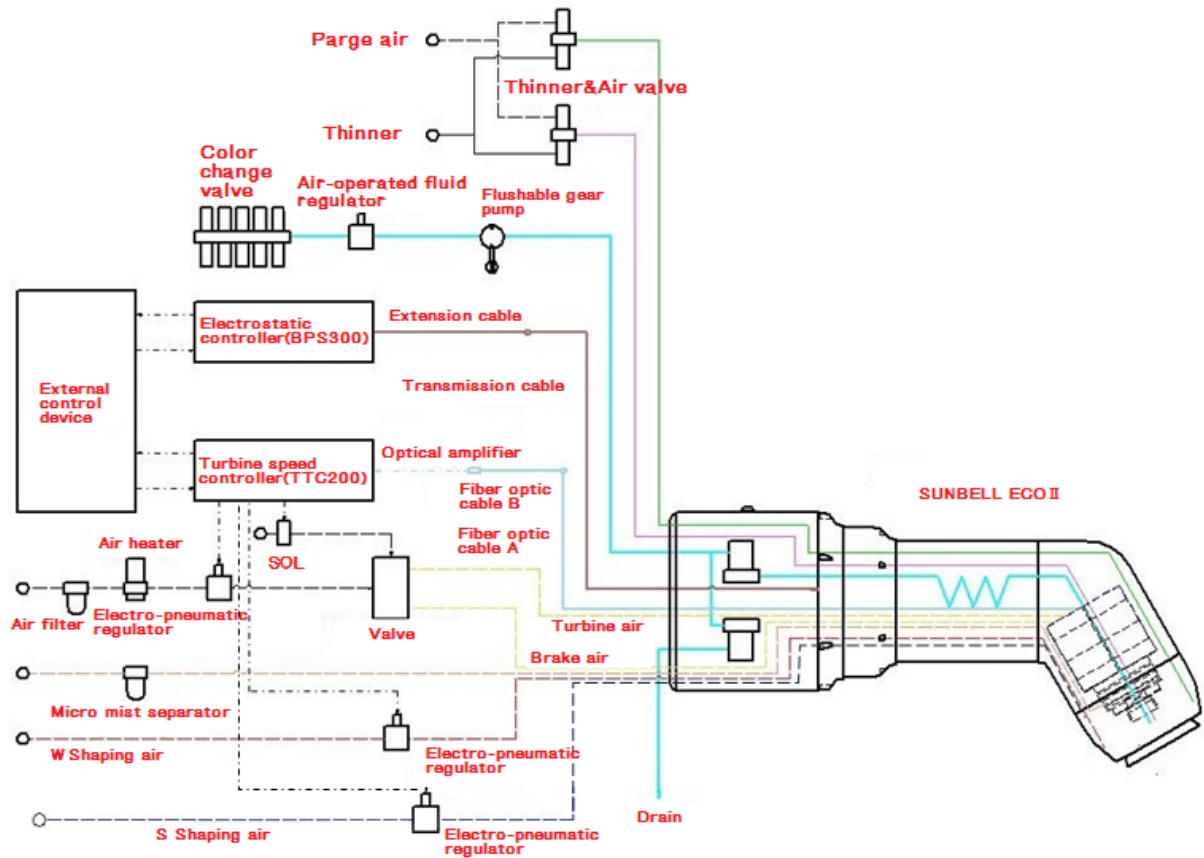 Parge air
Thinner&Air valve
Thinner
Color
change
valve
Air-operated fluid
regulator
Flushable gear
pump
Electrostatic
controller(BPS300)
Extension cable
External
control
device
Transmission cable
Turbine speed
controller(TTC200)
Optical amplifier
Fiber optic
cable B
SUNBELL ECOⅡ
Fiber optic
cable A
Air heater
SOL
Air filter
Electro-pneumatic
regulator
Valve
Turbine air
Brake air
Micro mist separator
W Shaping air
Electro-pneumatic
regulator
Drain
S Shaping air
Electro-pneumatic
regulator